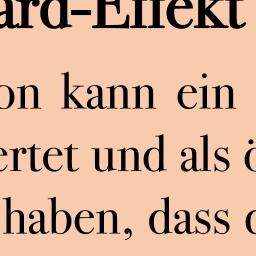 ard-Effekt
on kann ein
ertet und als ö
haben, dass d